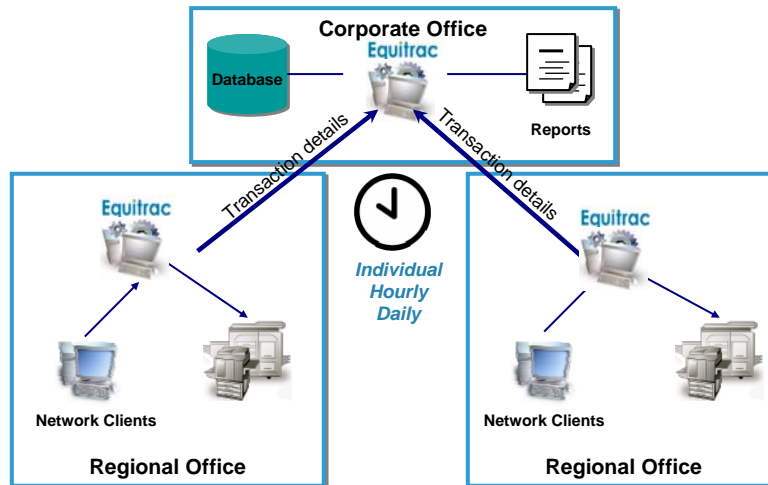 Corporate Office
Equitrac
Database
Reports
Transaction details
Transaction details
Equitrac
Equitrac
Individual
Hourly
Daily
Network Clients
Network Clients
Regional Office
Regional Office